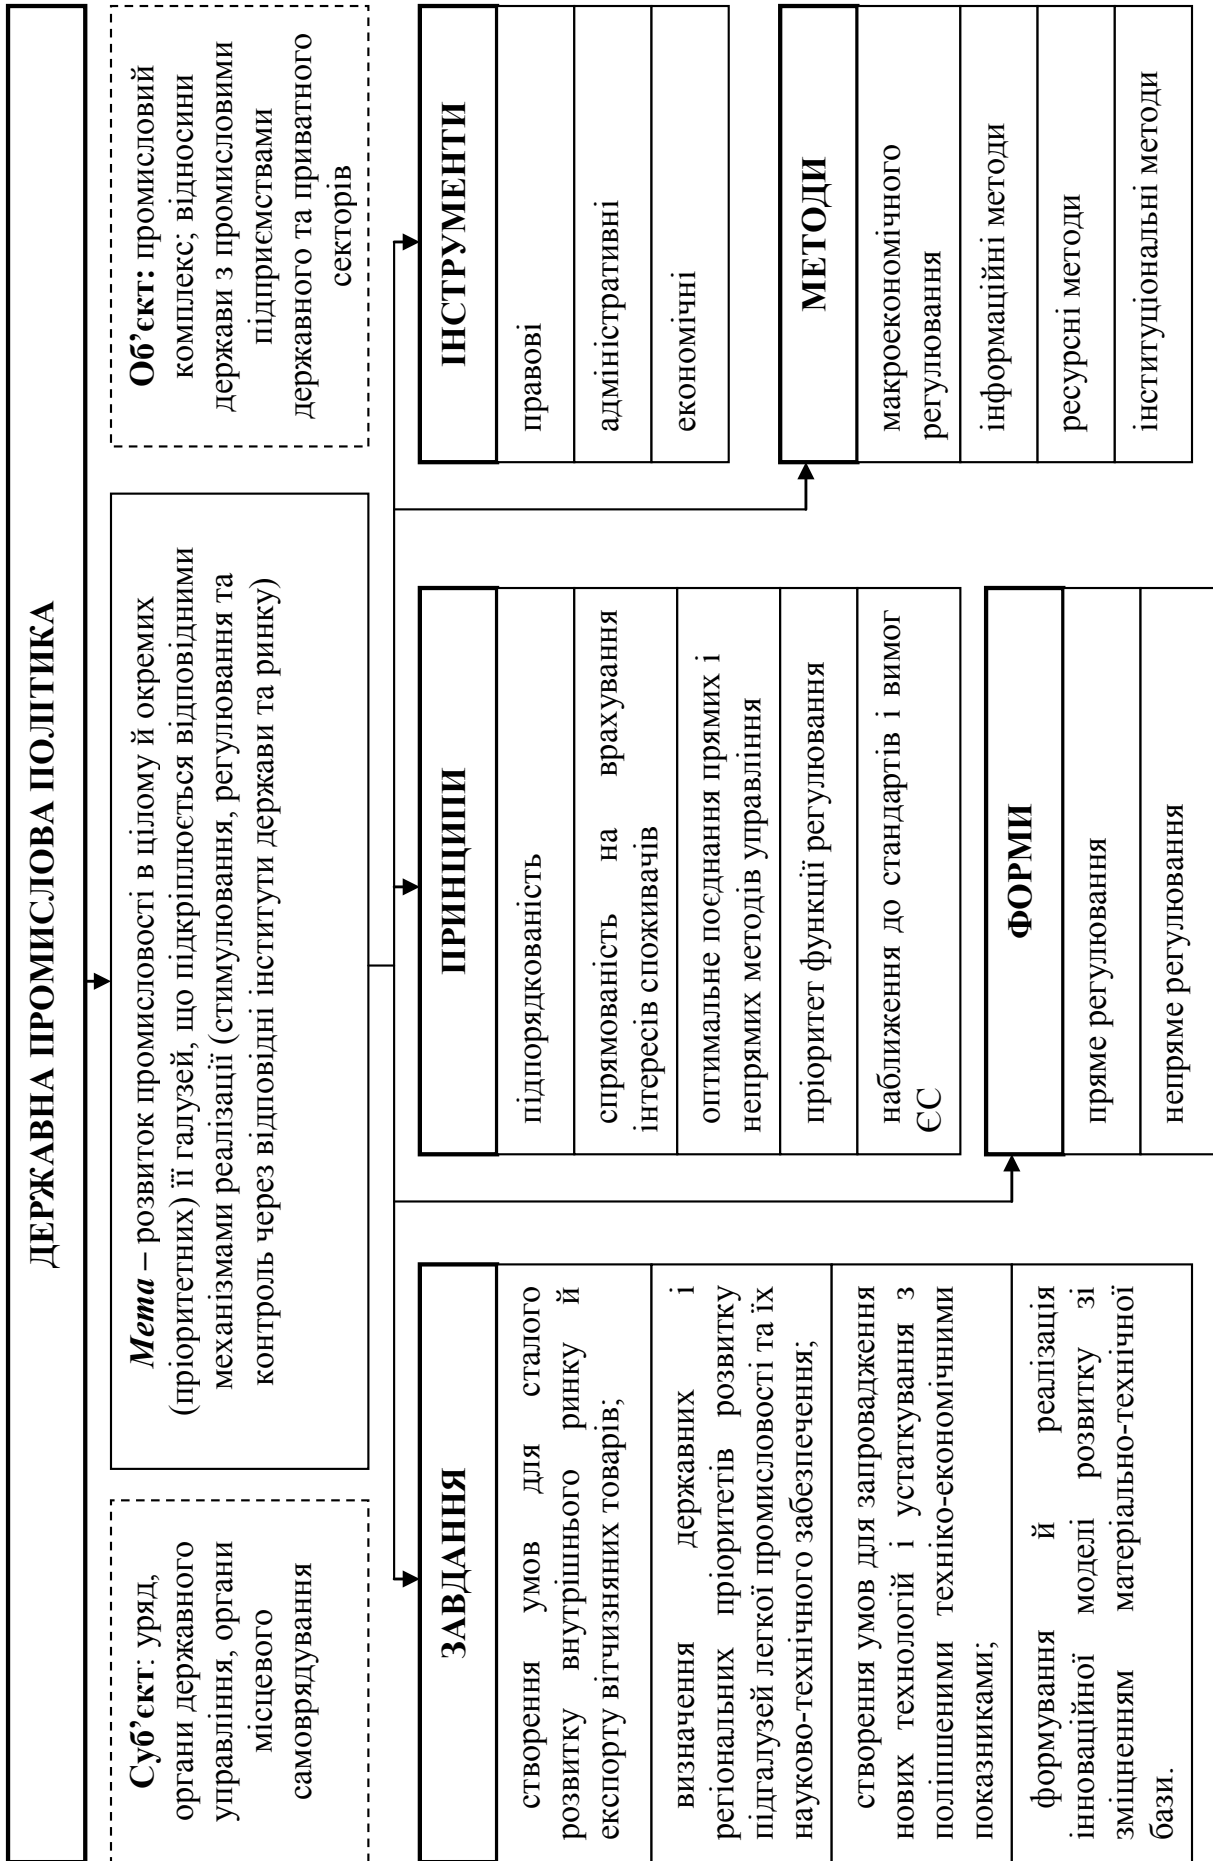 ДЕРЖАВНА ПРОМИСЛОВА ПОЛІТИКА
Суб’єкт: уряд,
органи державного
управління, органи
місцевого
самоврядування
Мета – розвиток промисловості в цілому й окремих
(пріоритетних) її галузей, що підкріплюється відповідними
механізмами реалізації (стимулювання, регулювання та
контроль через відповідні інститути держави та ринку)
Об’єкт: промисловий
комплекс; відносини
держави з промисловими
підприємствами
державного та приватного
секторів
ЗАВДАННЯ
створення умов для сталого
розвитку внутрішнього ринку й
експорту вітчизняних товарів;
визначення державних і
регіональних пріоритетів розвитку
підгалузей легкої промисловості та їх
науково-технічного забезпечення;
створення умов для запровадження
нових технологій і устаткування з
поліпшеними техніко-економічними
показниками;
формування й реалізація
інноваційної моделі розвитку зі
зміцненням матеріально-технічної
бази.
ПРИНЦИПИ
підпорядкованість
спрямованість на врахування
інтересів споживачів
оптимальне поєднання прямих і
непрямих методів управління
пріоритет функції регулювання
наближення до стандартів і вимог
ЄС
ФОРМИ
пряме регулювання
непряме регулювання
ІНСТРУМЕНТИ
правові
адміністративні
економічні
МЕТОДИ
макроекономічного
регулювання
інформаційні методи
ресурсні методи
інституціональні методи